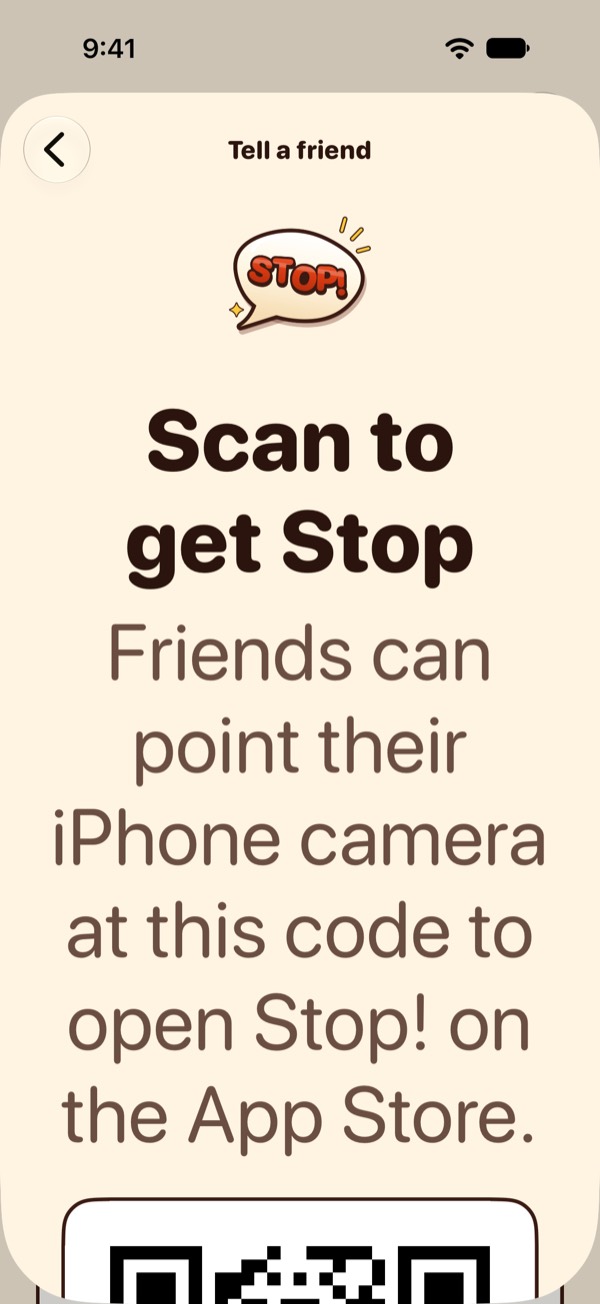 9:41
Tell a friend
STOP!
Scan to
get Stop
Friends can
point their
iPhone camera
at this code to
open Stop! on
the App Store.